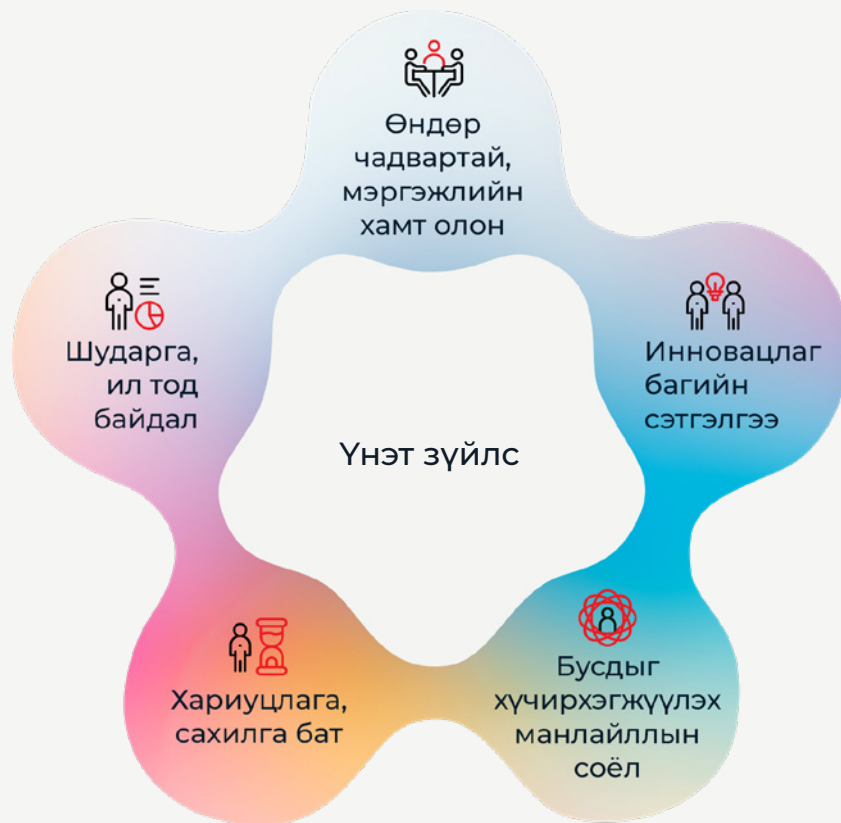 Өндөр
чадвартай,
мэргэжлийн
хамт олон
Шударга,
ил тод
байдал
Инновацлаг
багийн
сэтгэлгээ
Үнэт зүйлс
Хариуцлага,
сахилга бат
Бусдыг
хүчирхэгжүүлэх
манлайллын
соёл